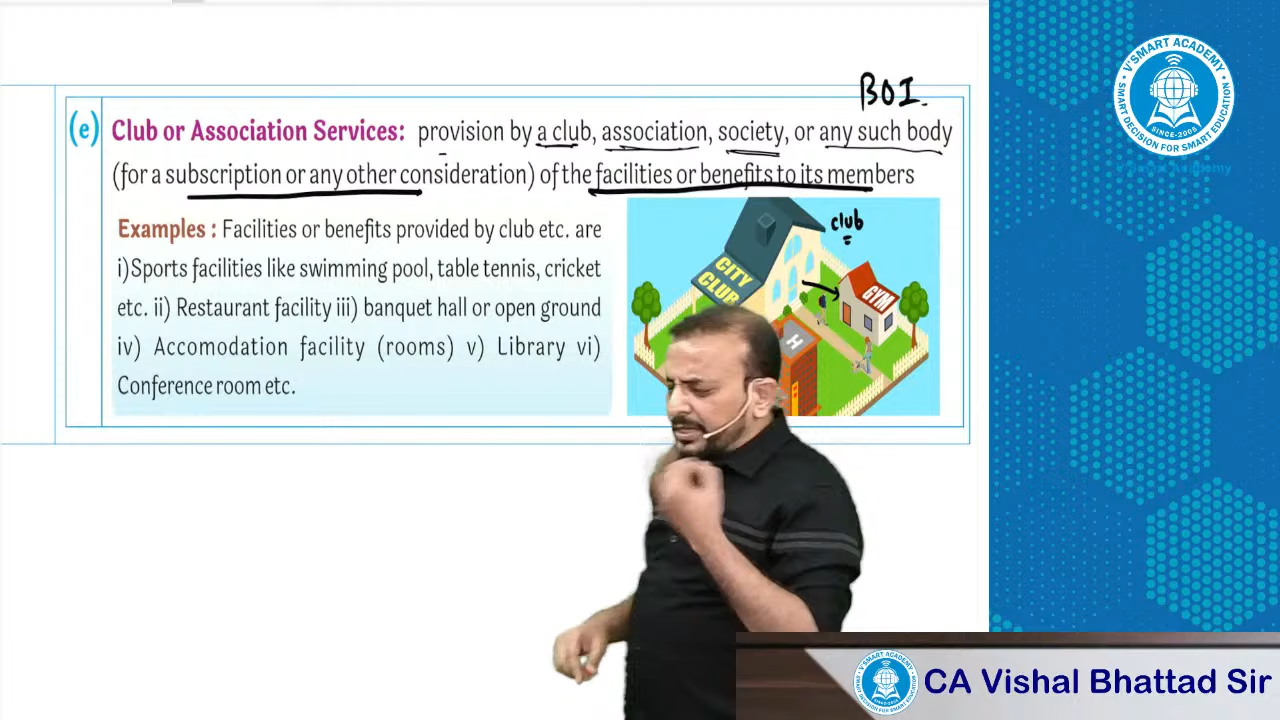 BOI.
(e) Club or Association Services: provision by a club, association, society, or any such body
(for a subscription or any other consideration) of the facilities or benefits to its members
Examples : Facilities or benefits provided by club etc. are
i)Sports facilities like swimming pool, table tennis, cricket
etc. ii) Restaurant facility iii) banquet hall or open ground
iv) Accomodation facility (rooms) v) Library vi)
Conference room etc.
club
CITY
CLUB
GYM
H
V'SMART ACADEMY
SMART DECISION FOR SMART EDUCATION
SINCE-2005
V'Smart Academy
V'SMART ACADEMY
CA Vishal Bhattad Sir